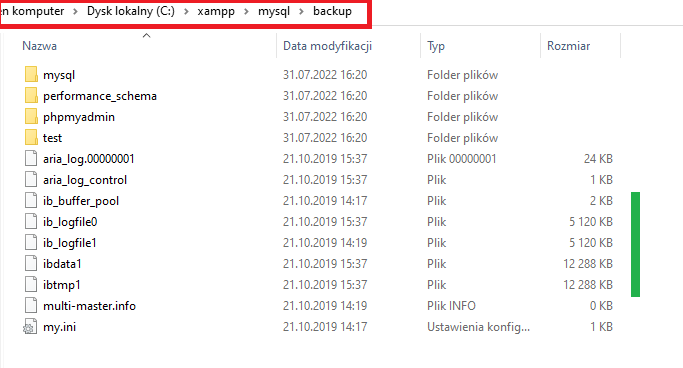 en komputer > Dysk lokalny (C:) > xampp > mysql > backup
Nazwa Data modyfikacji Typ Rozmiar
mysql 31.07.2022 16:20 Folder plików
performance_schema 31.07.2022 16:20 Folder plików
phpmyadmin 31.07.2022 16:20 Folder plików
test 31.07.2022 16:20 Folder plików
aria_log.00000001 21.10.2019 15:37 Plik 00000001 24 KB
aria_log_control 21.10.2019 15:37 Plik 1 KB
ib_buffer_pool 21.10.2019 14:17 Plik 2 KB
ib_logfile0 21.10.2019 15:37 Plik 5 120 KB
ib_logfile1 21.10.2019 14:19 Plik 5 120 KB
ibdata1 21.10.2019 15:37 Plik 12 288 KB
ibtmp1 21.10.2019 15:37 Plik 12 288 KB
multi-master.info 21.10.2019 14:19 Plik INFO 0 KB
my.ini 21.10.2019 14:17 Ustawienia konfig... 1 KB